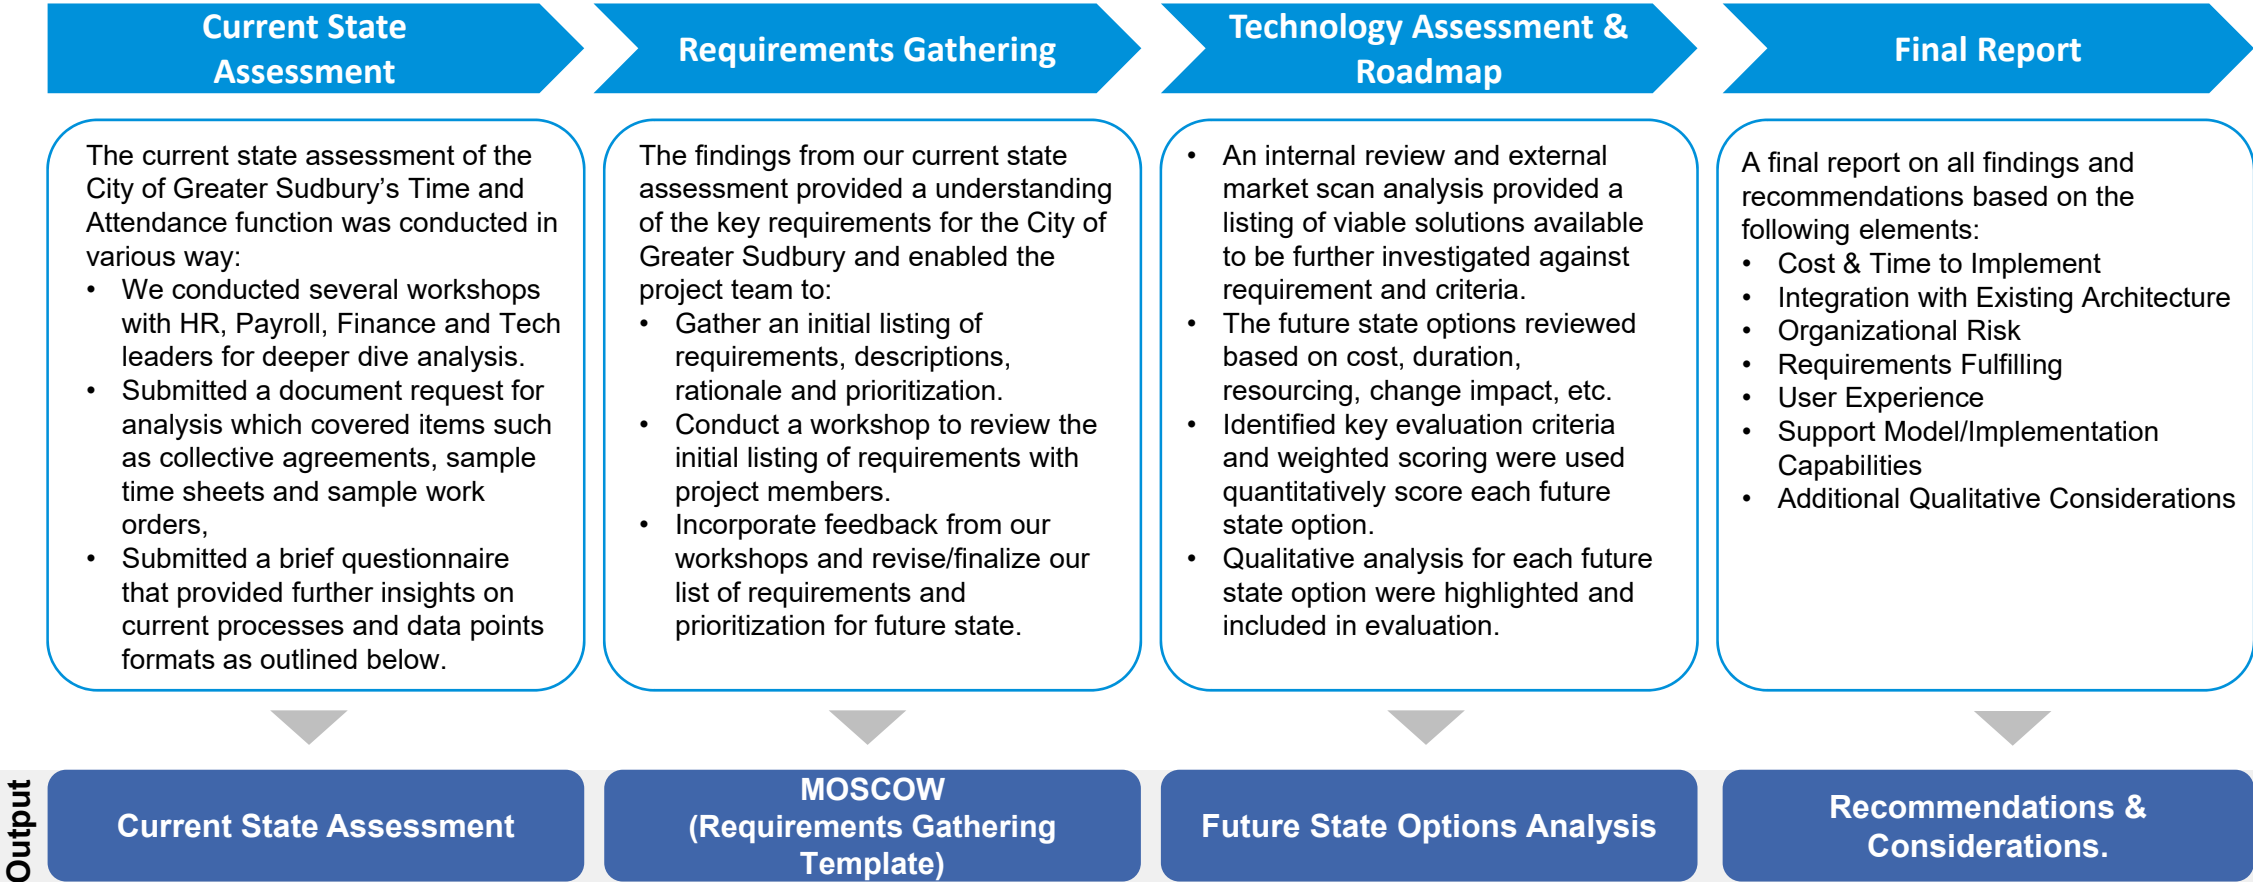 Current State
Assessment
Requirements Gathering
Technology Assessment &
Roadmap
Final Report
The current state assessment of the
City of Greater Sudbury’s Time and
Attendance function was conducted in
various way:
• We conducted several workshops
with HR, Payroll, Finance and Tech
leaders for deeper dive analysis.
• Submitted a document request for
analysis which covered items such
as collective agreements, sample
time sheets and sample work
orders,
• Submitted a brief questionnaire
that provided further insights on
current processes and data points
formats as outlined below.
The findings from our current state
assessment provided a understanding
of the key requirements for the City of
Greater Sudbury and enabled the
project team to:
• Gather an initial listing of
requirements, descriptions,
rationale and prioritization.
• Conduct a workshop to review the
initial listing of requirements with
project members.
• Incorporate feedback from our
workshops and revise/finalize our
list of requirements and
prioritization for future state.
• An internal review and external
market scan analysis provided a
listing of viable solutions available
to be further investigated against
requirement and criteria.
• The future state options reviewed
based on cost, duration,
resourcing, change impact, etc.
• Identified key evaluation criteria
and weighted scoring were used
quantitatively score each future
state option.
• Qualitative analysis for each future
state option were highlighted and
included in evaluation.
A final report on all findings and
recommendations based on the
following elements:
• Cost & Time to Implement
• Integration with Existing Architecture
• Organizational Risk
• Requirements Fulfilling
• User Experience
• Support Model/Implementation
Capabilities
• Additional Qualitative Considerations
Output
Current State Assessment
MOSCOW
(Requirements Gathering
Template)
Future State Options Analysis
Recommendations &
Considerations.